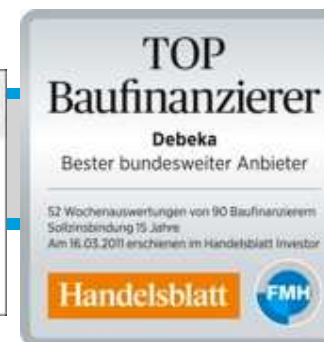 TOP
Baufinanzierer
Debeka
Bester bundesweiter Anbieter
52 Wochenauswertungen von 90 Baufinanzierern
Sollzinsbindung 15 Jahre
Am 16.03.2011 erschienen im Handelsblatt Investor
Handelsblatt
FMH